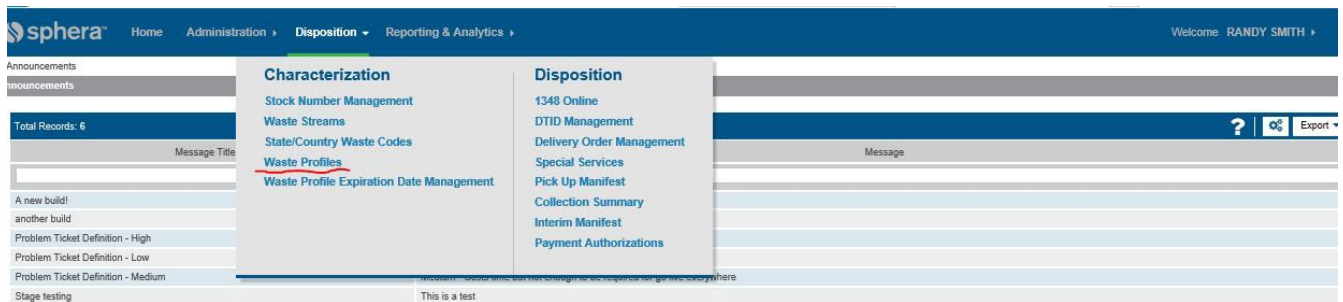 sphera™ Home Administration Disposition Reporting & Analytics Welcome RANDY SMITH
Announcements
nnouncements
Characterization
Stock Number Management
Waste Streams
State/Country Waste Codes
Waste Profiles
Waste Profile Expiration Date Management
Disposition
1348 Online
DTID Management
Delivery Order Management
Special Services
Pick Up Manifest
Collection Summary
Interim Manifest
Payment Authorizations
Total Records: 6 ? Export
Message Title Message
A new build!
another build
Problem Ticket Definition - High
Problem Ticket Definition - Low
Problem Ticket Definition - Medium
Stage testing This is a test